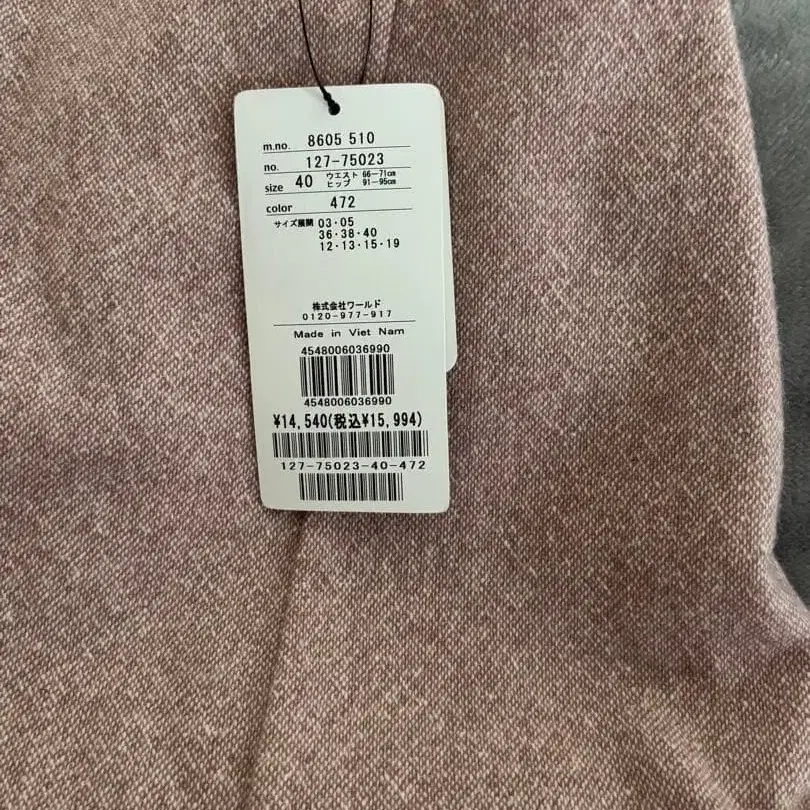 m.no. 8605 510
no. 127-75023
size 40 ウエスト 66-71cm
ヒップ 91-95cm
color 472
サイズ展開 03・05
36・38・40
12・13・15・19
株式会社ワールド
0120-977-917
Made in Viet Nam
4548006036990
4548006036990
¥14,540(税込¥15,994)
127-75023-40-472